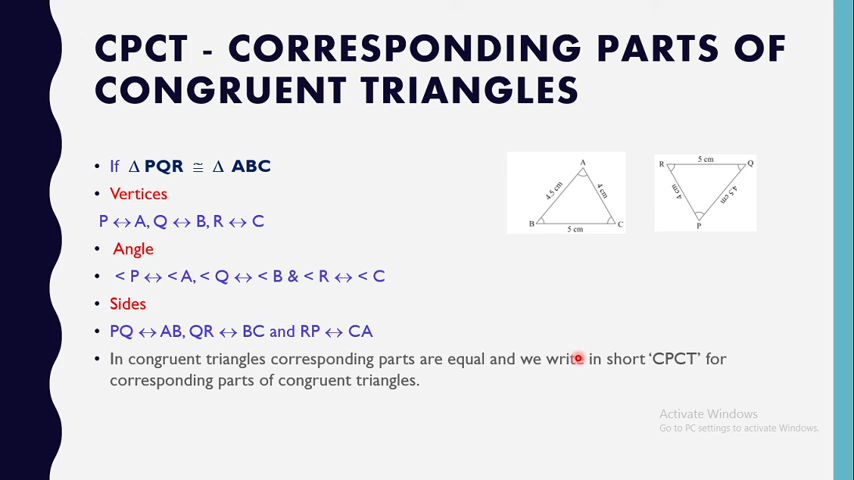 CPCT - CORRESPONDING PARTS OF
CONGRUENT TRIANGLES
• If Δ PQR ≅ Δ ABC
• Vertices
P ↔ A, Q ↔ B, R ↔ C
• Angle
• < P ↔ < A, < Q ↔ < B & < R ↔ < C
• Sides
• PQ ↔ AB, QR ↔ BC and RP ↔ CA
• In congruent triangles corresponding parts are equal and we write in short ‘CPCT’ for
corresponding parts of congruent triangles.
A
4.5 cm
4 cm
B
C
5 cm
R
5 cm
Q
4 cm
4.5 cm
P
Activate Windows
Go to PC settings to activate Windows.